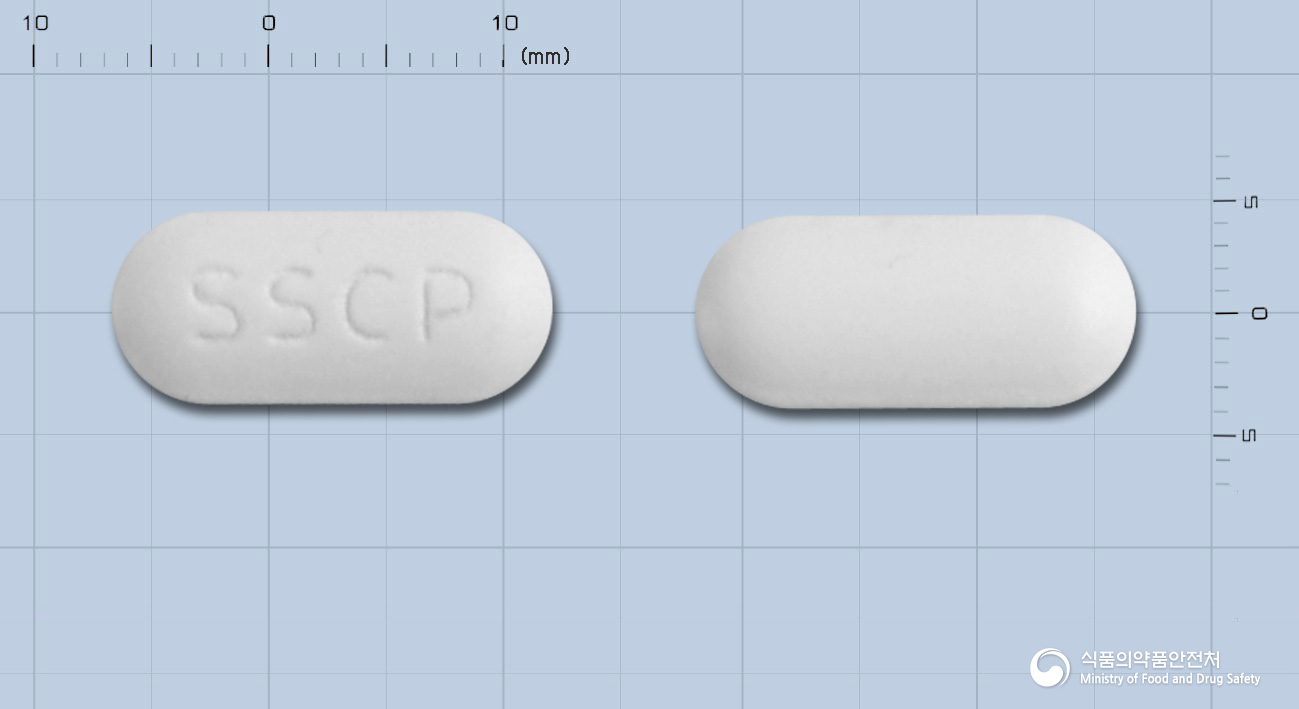 10 0 10
(mm)
SSCP
5
0
5
식품의약품안전처
Ministry of Food and Drug Safety